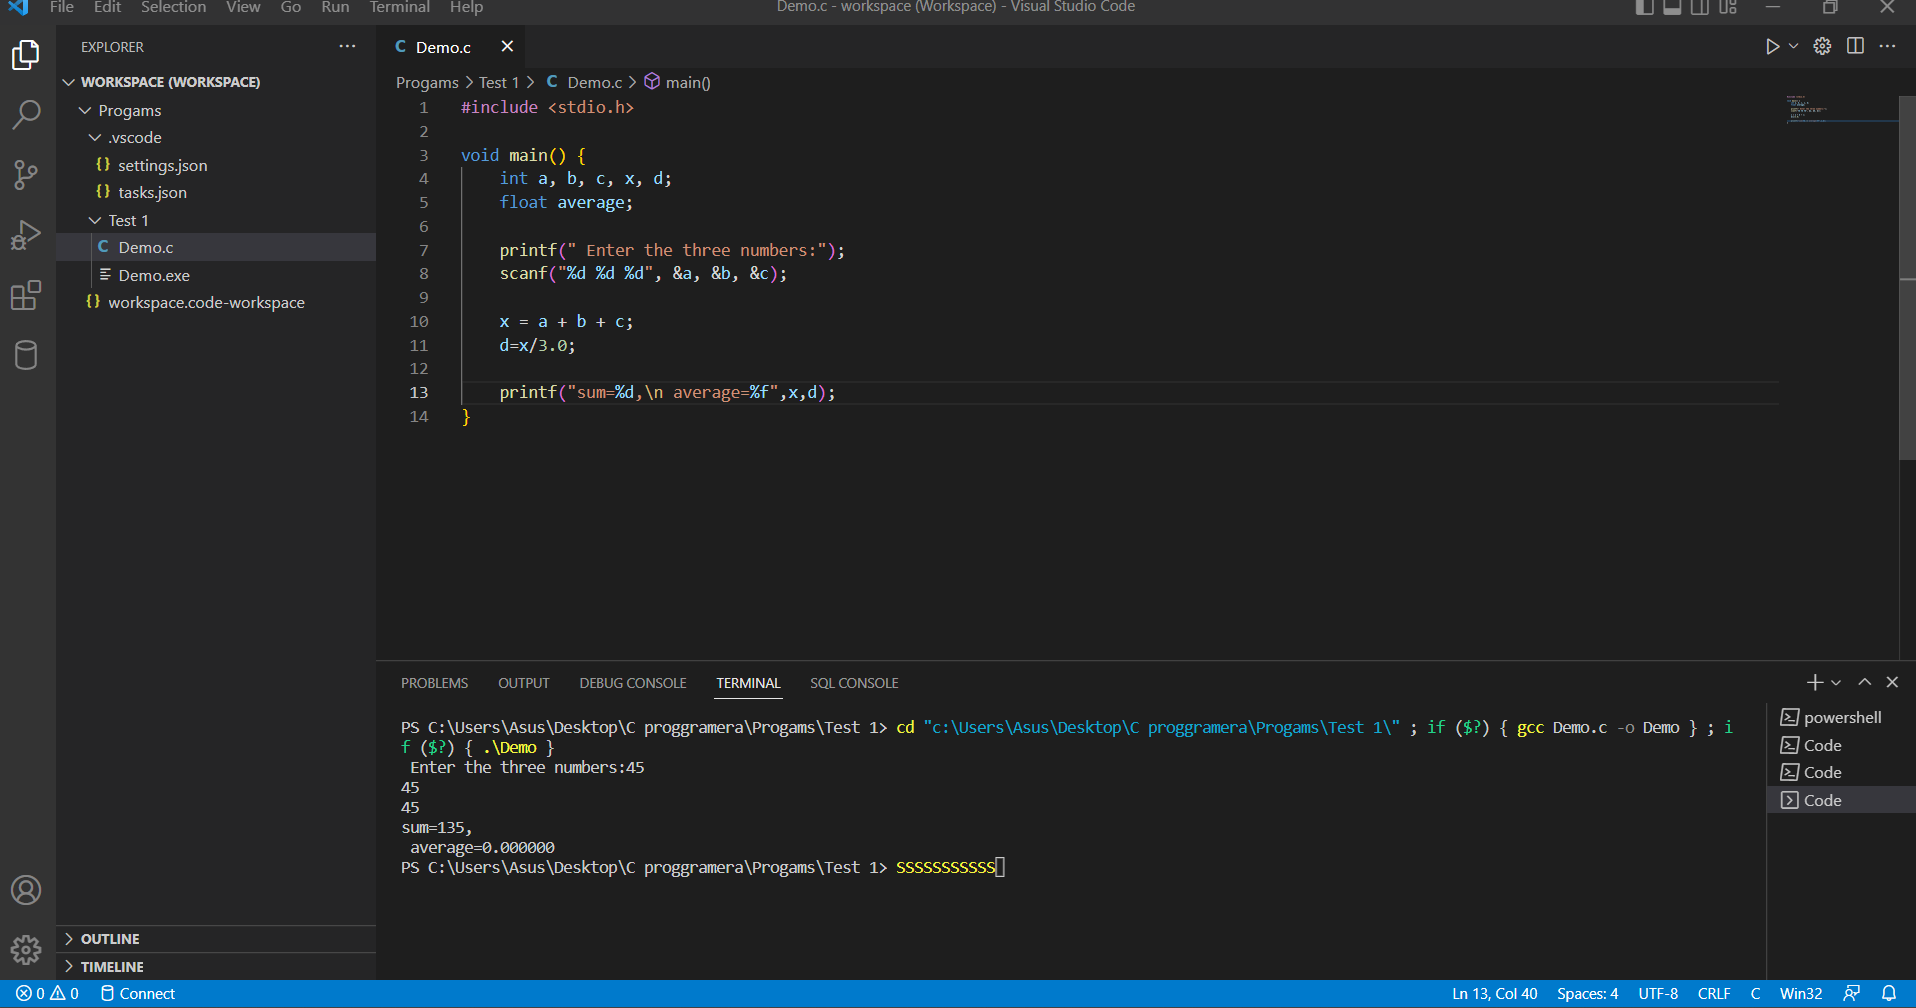 File Edit Selection View Go Run Terminal Help
Demo.c - workspace (Workspace) - Visual Studio Code
EXPLORER
WORKSPACE (WORKSPACE)
Progams
.vscode
{} settings.json
{} tasks.json
Test 1
C Demo.c
Demo.exe
{} workspace.code-workspace
OUTLINE
TIMELINE
C Demo.c
Progams > Test 1 > C Demo.c > main()
1 #include <stdio.h>
2
3 void main() {
4 int a, b, c, x, d;
5 float average;
6
7 printf(" Enter the three numbers:");
8 scanf("%d %d %d", &a, &b, &c);
9
10 x = a + b + c;
11 d=x/3.0;
12
13 printf("sum=%d,\n average=%f",x,d);
14 }
PROBLEMS OUTPUT DEBUG CONSOLE TERMINAL SQL CONSOLE
PS C:\Users\Asus\Desktop\C proggramera\Progams\Test 1> cd "c:\Users\Asus\Desktop\C proggramera\Progams\Test 1\" ; if ($?) { gcc Demo.c -o Demo } ; i
f ($?) { .\Demo }
Enter the three numbers:45
45
45
sum=135,
average=0.000000
PS C:\Users\Asus\Desktop\C proggramera\Progams\Test 1> SSSSSSSSSSS
powershell
Code
Code
Code
0 0 Connect
Ln 13, Col 40 Spaces: 4 UTF-8 CRLF C Win32